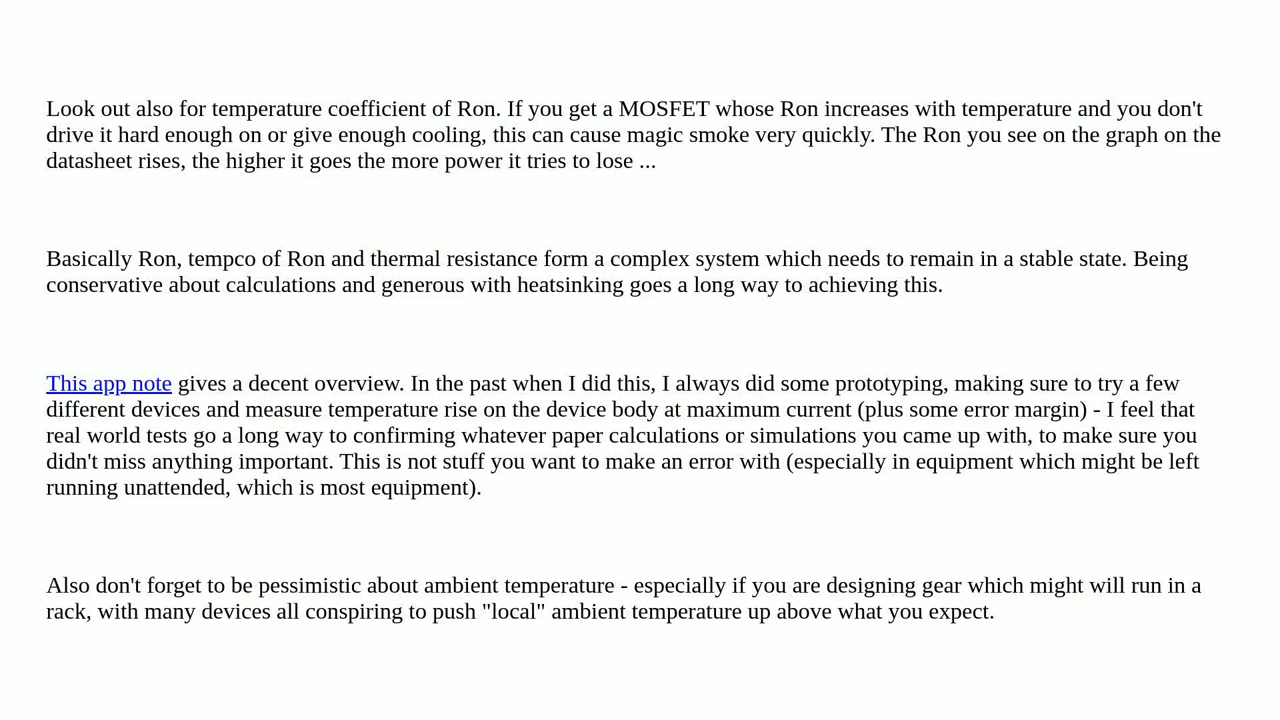 Look out also for temperature coefficient of Ron. If you get a MOSFET whose Ron increases with temperature and you don't
drive it hard enough on or give enough cooling, this can cause magic smoke very quickly. The Ron you see on the graph on the
datasheet rises, the higher it goes the more power it tries to lose ...
Basically Ron, tempco of Ron and thermal resistance form a complex system which needs to remain in a stable state. Being
conservative about calculations and generous with heatsinking goes a long way to achieving this.
This app note gives a decent overview. In the past when I did this, I always did some prototyping, making sure to try a few
different devices and measure temperature rise on the device body at maximum current (plus some error margin) - I feel that
real world tests go a long way to confirming whatever paper calculations or simulations you came up with, to make sure you
didn't miss anything important. This is not stuff you want to make an error with (especially in equipment which might be left
running unattended, which is most equipment).
Also don't forget to be pessimistic about ambient temperature - especially if you are designing gear which might will run in a
rack, with many devices all conspiring to push "local" ambient temperature up above what you expect.